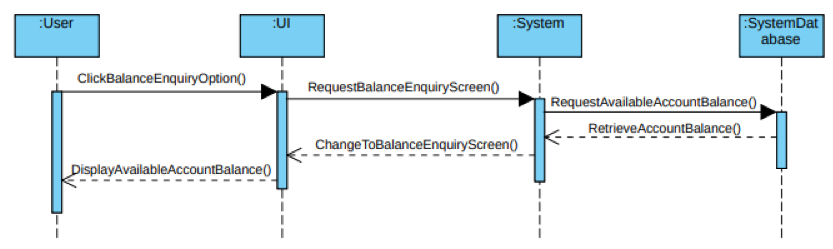 :User
:UI
:System
:SystemDat
abase
ClickBalanceEnquiryOption()
RequestBalanceEnquiryScreen()
RequestAvailableAccountBalance()
RetrieveAccountBalance()
ChangeToBalanceEnquiryScreen()
DisplayAvailableAccountBalance()